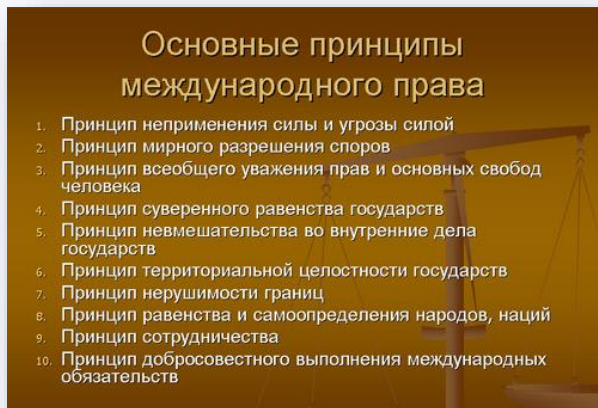 Основные принципы
международного права
1. Принцип неприменения силы и угрозы силой
2. Принцип мирного разрешения споров
3. Принцип всеобщего уважения прав и основных свобод
человека
4. Принцип суверенного равенства государств
5. Принцип невмешательства во внутренние дела
государств
6. Принцип территориальной целостности государств
7. Принцип нерушимости границ
8. Принцип равенства и самоопределения народов, наций
9. Принцип сотрудничества
10. Принцип добросовестного выполнения международных
обязательств